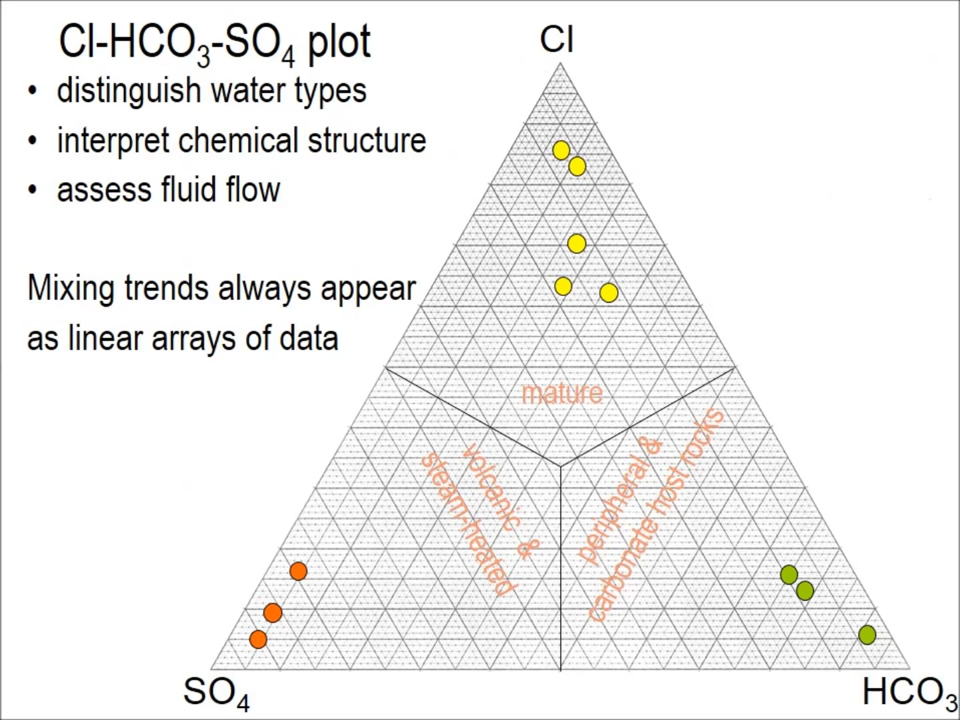 Cl-HCO₃-SO₄ plot
• distinguish water types
• interpret chemical structure
• assess fluid flow
Mixing trends always appear
as linear arrays of data
Cl
mature
volcanic &
steam-heated
peripheral &
carbonate host rocks
SO₄
HCO₃